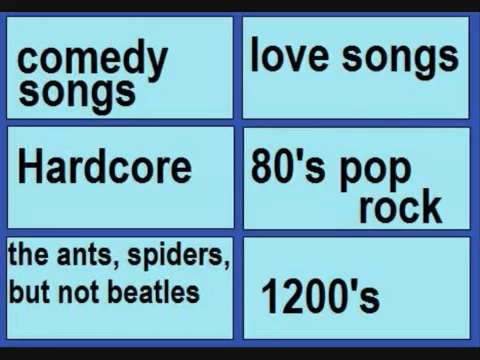 comedy
songs
love songs
Hardcore
80's pop
rock
the ants, spiders,
but not beatles
1200's